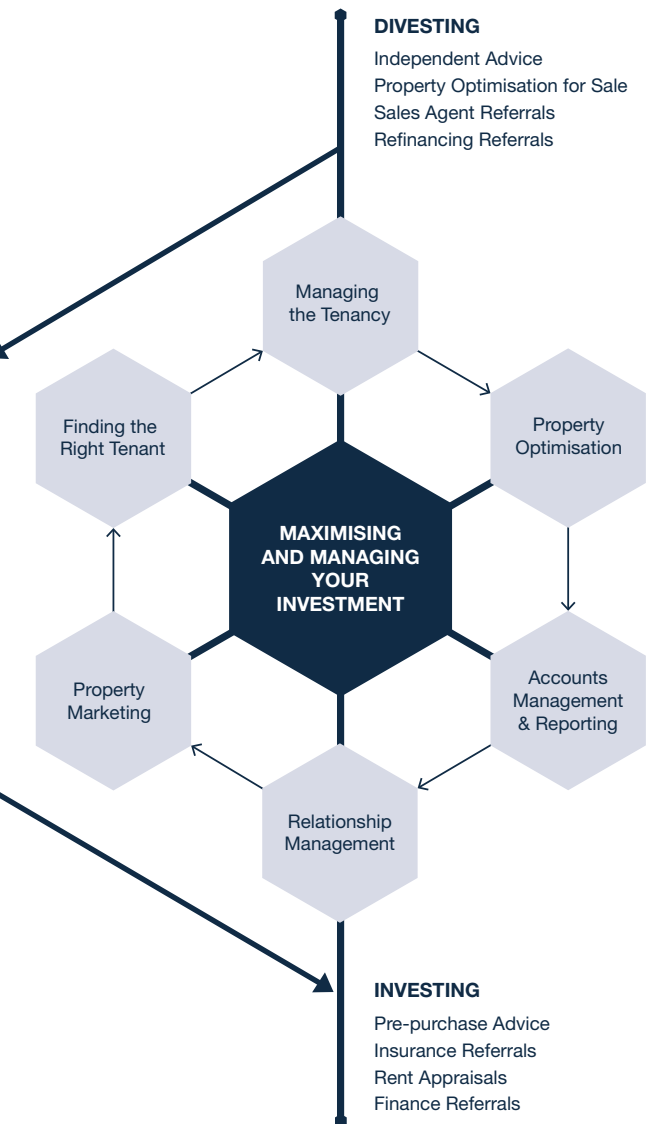 DIVESTING
Independent Advice
Property Optimisation for Sale
Sales Agent Referrals
Refinancing Referrals
Managing
the Tenancy
Finding the
Right Tenant
Property
Optimisation
MAXIMISING
AND MANAGING
YOUR
INVESTMENT
Property
Marketing
Accounts
Management
& Reporting
Relationship
Management
INVESTING
Pre-purchase Advice
Insurance Referrals
Rent Appraisals
Finance Referrals